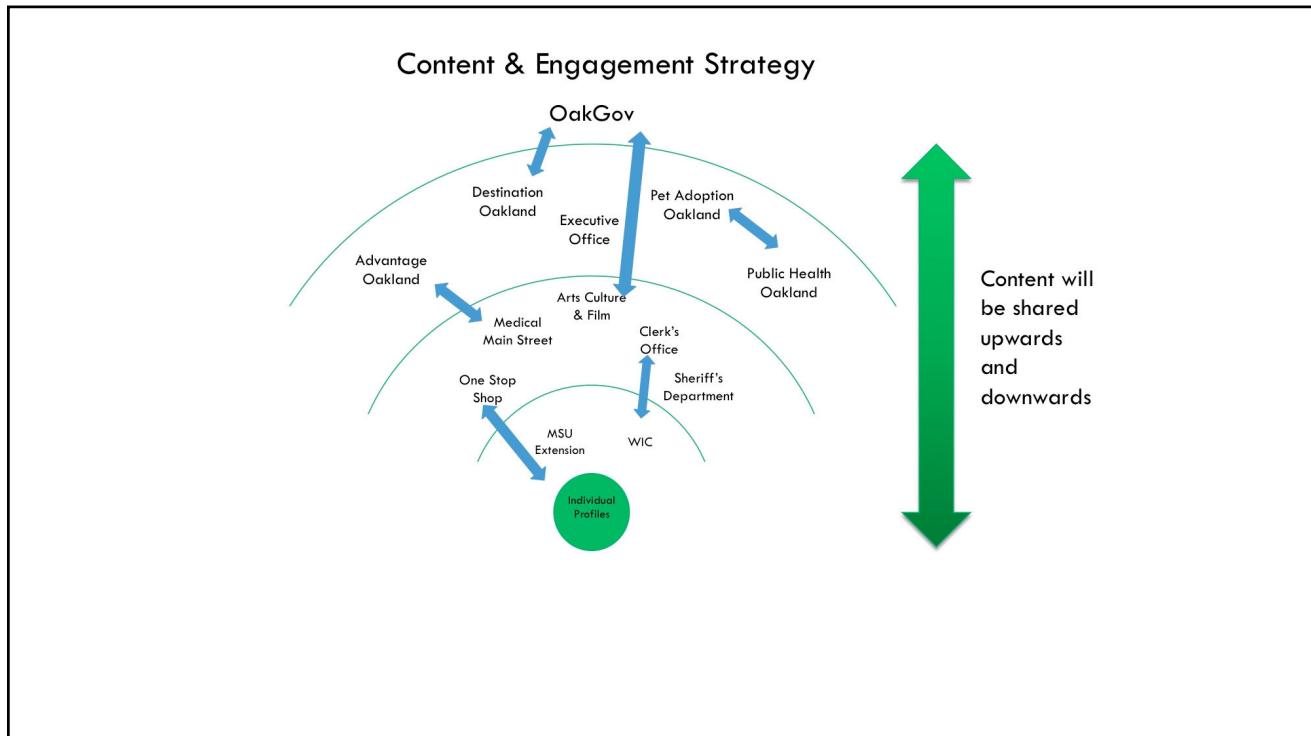 Content & Engagement Strategy
OakGov
Destination
Oakland
Executive
Office
Pet Adoption
Oakland
Advantage
Oakland
Public Health
Oakland
Arts Culture
& Film
Medical
Main Street
Clerk's
Office
One Stop
Shop
Sheriff's
Department
MSU
Extension
WIC
Individual
Profiles
Content will
be shared
upwards
and
downwards